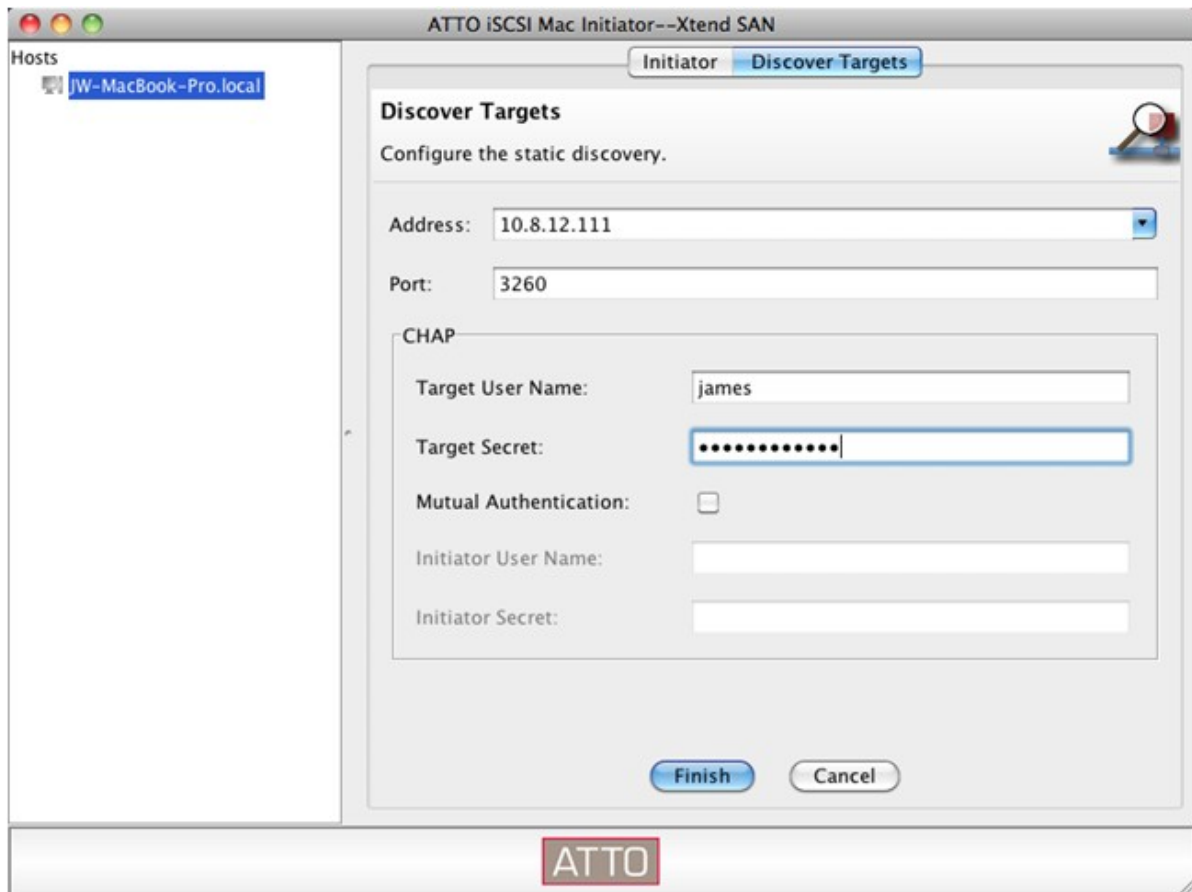 ATTO iSCSI Mac Initiator--Xtend SAN
Hosts
JW-MacBook-Pro.local
Initiator
Discover Targets
Discover Targets
Configure the static discovery.
Address: 10.8.12.111
Port: 3260
CHAP
Target User Name: james
Target Secret: ••••••••••••
Mutual Authentication:
Initiator User Name:
Initiator Secret:
Finish
Cancel
ATTO